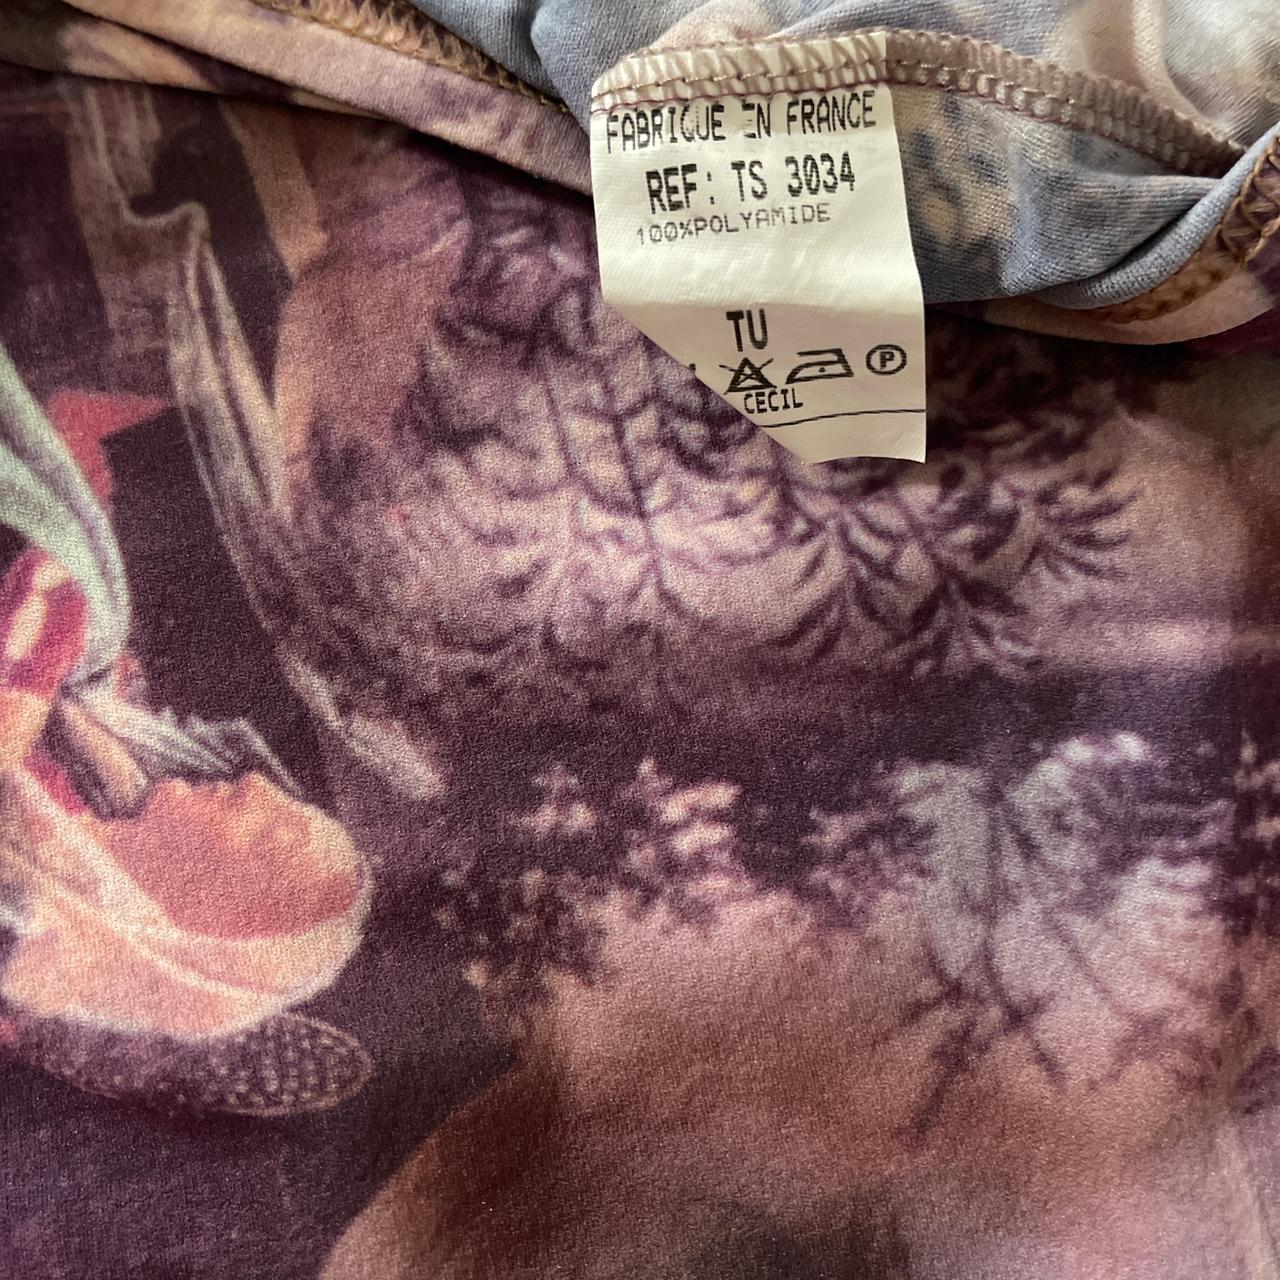 FABRIQUE EN FRANCE
REF: TS 3034
100%POLYAMIDE
TU
P
CECIL